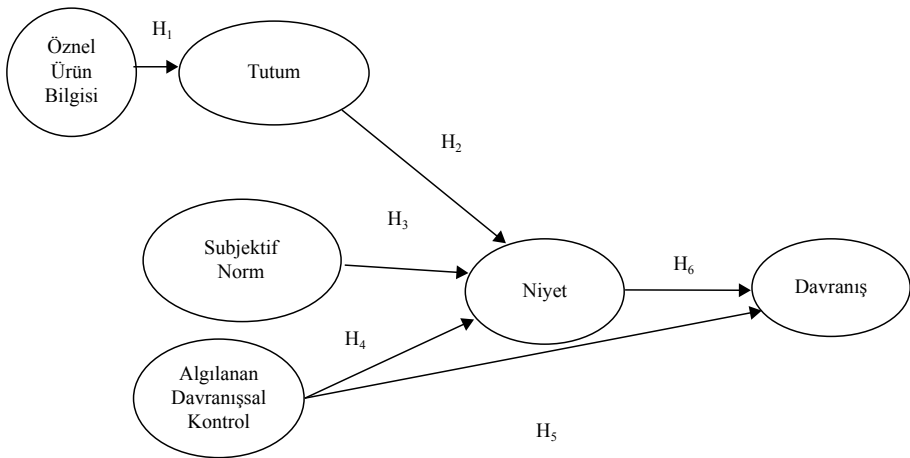 H₁
Öznel
Ürün
Bilgisi
Tutum
H₂
H₃
Subjektif
Norm
Niyet
H₆
Davranış
H₄
Algılanan
Davranışsal
Kontrol
H₅